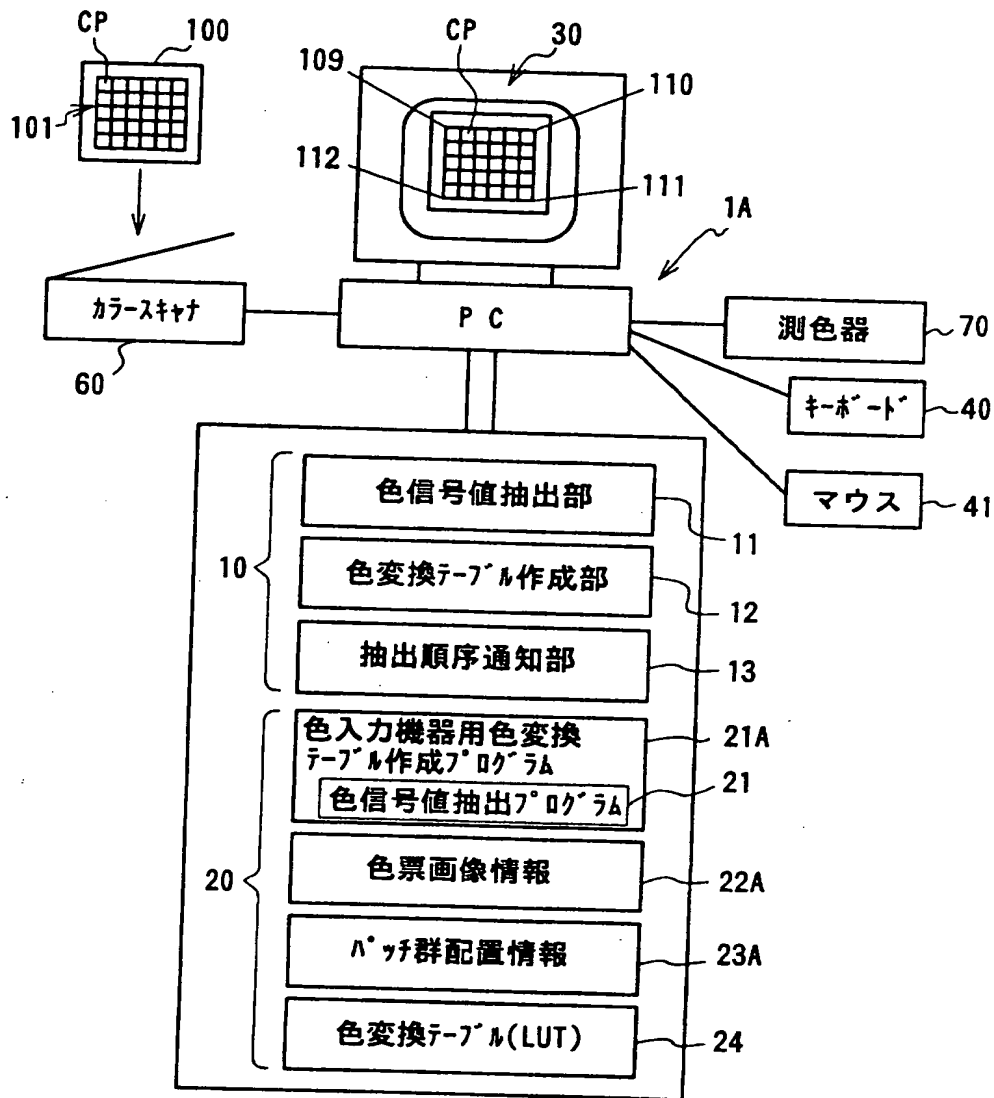 CP
100
101
CP
30
109
110
112
111
1A
カラースキャナ
60
PC
測色器
70
キーボード
40
マウス
41
10
色信号値抽出部
11
色変換テーブル作成部
12
抽出順序通知部
13
20
色入力機器用色変換
テーブル作成プログラム
21A
色信号値抽出プログラム
21
色票画像情報
22A
パッチ群配置情報
23A
色変換テーブル(LUT)
24